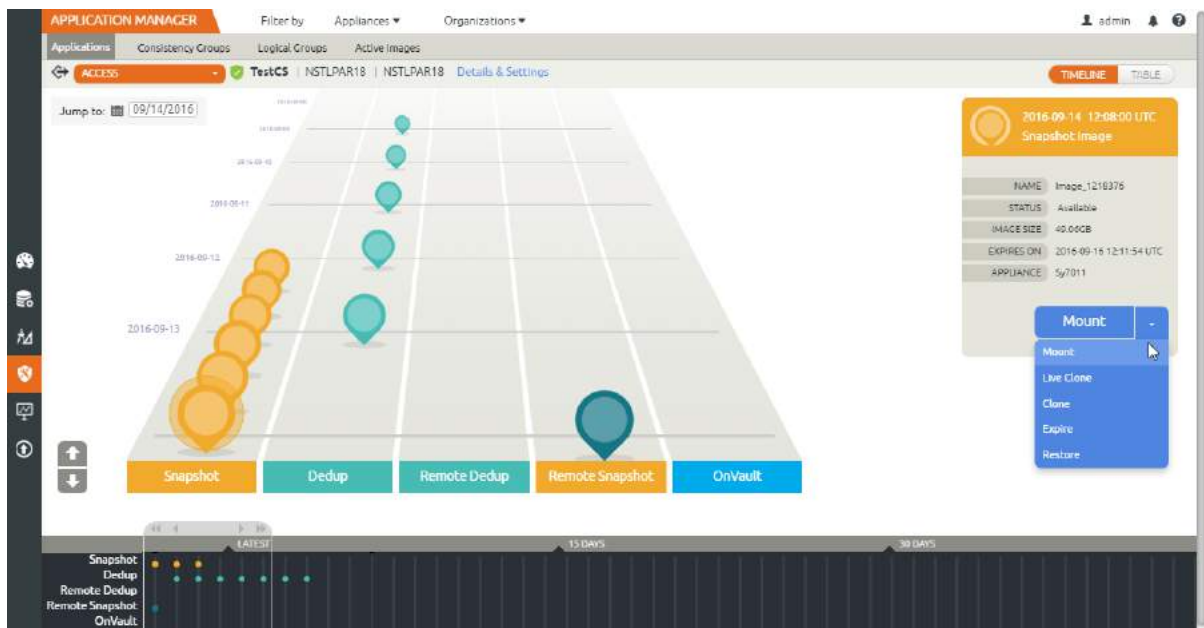 APPLICATION MANAGER Filter by Appliances Organizations admin
Applications Consistency Groups Logical Groups Active Images
ACCESS TestCS NSTLPAR18 NSTLPAR18 Details & Settings TIMELINE TABLE
Jump to: 09/14/2016
2016-09-11
2016-09-12
2016-09-13
Snapshot Dedup Remote Dedup Remote Snapshot OnVault
2016-09-14 12:08:00 UTC
Snapshot Image
NAME Image_1218376
STATUS Available
IMAGE SIZE 40.06GB
EXPIRES ON 2016-09-16 12:11:54 UTC
APPLIANCE Sy7011
Mount
Mount
Live Clone
Clone
Expire
Restore
LATEST 15 DAYS 30 DAYS
Snapshot
Dedup
Remote Dedup
Remote Snapshot
OnVault